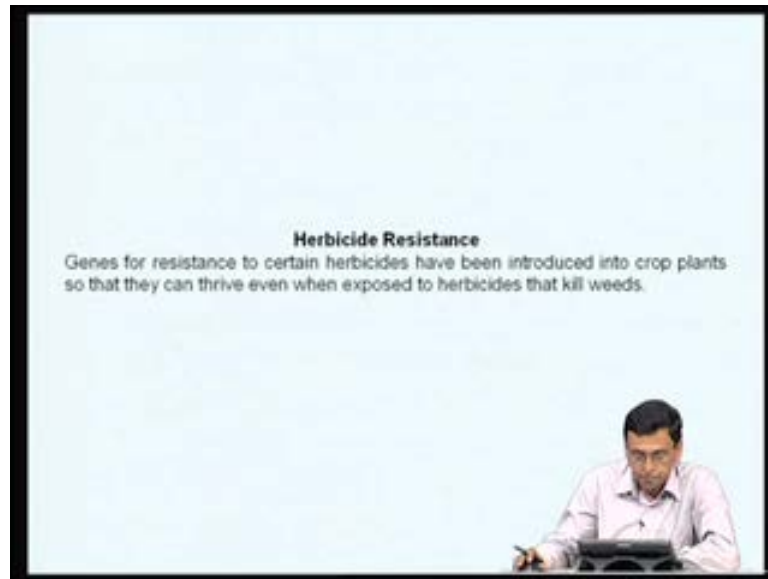 Herbicide Resistance
Genes for resistance to certain herbicides have been introduced into crop plants
so that they can thrive even when exposed to herbicides that kill weeds.